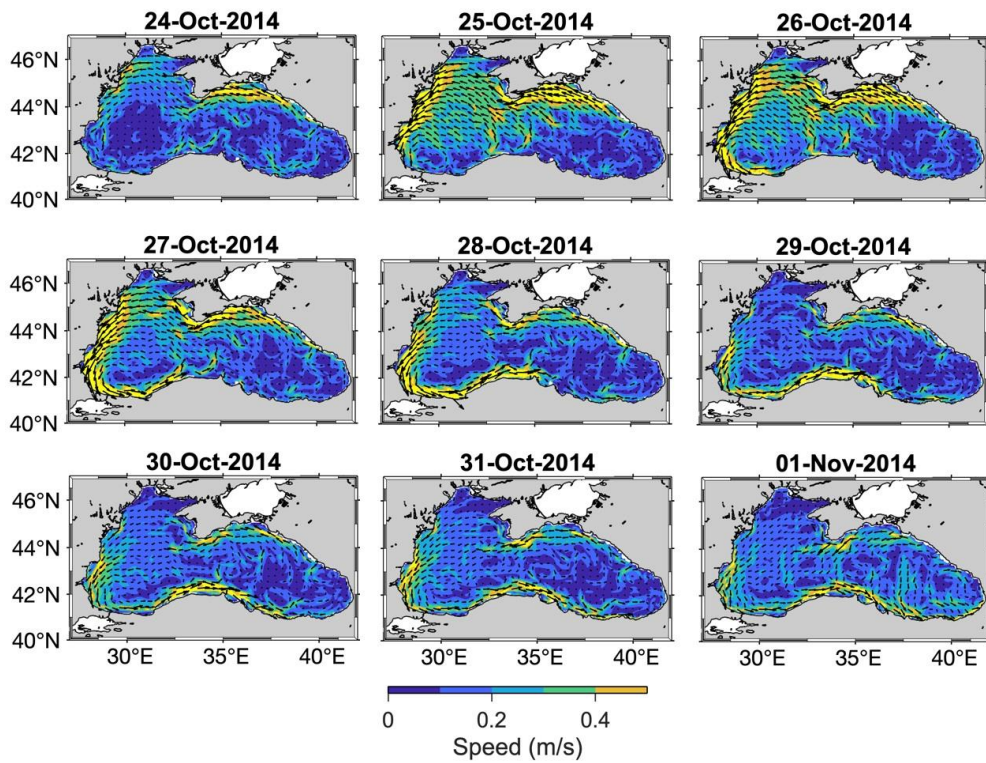 24-Oct-2014 25-Oct-2014 26-Oct-2014
46°N
44°N
42°N
40°N
27-Oct-2014 28-Oct-2014 29-Oct-2014
46°N
44°N
42°N
40°N
30-Oct-2014 31-Oct-2014 01-Nov-2014
46°N
44°N
42°N
40°N
30°E 35°E 40°E 30°E 35°E 40°E 30°E 35°E 40°E
0 0.2 0.4
Speed (m/s)